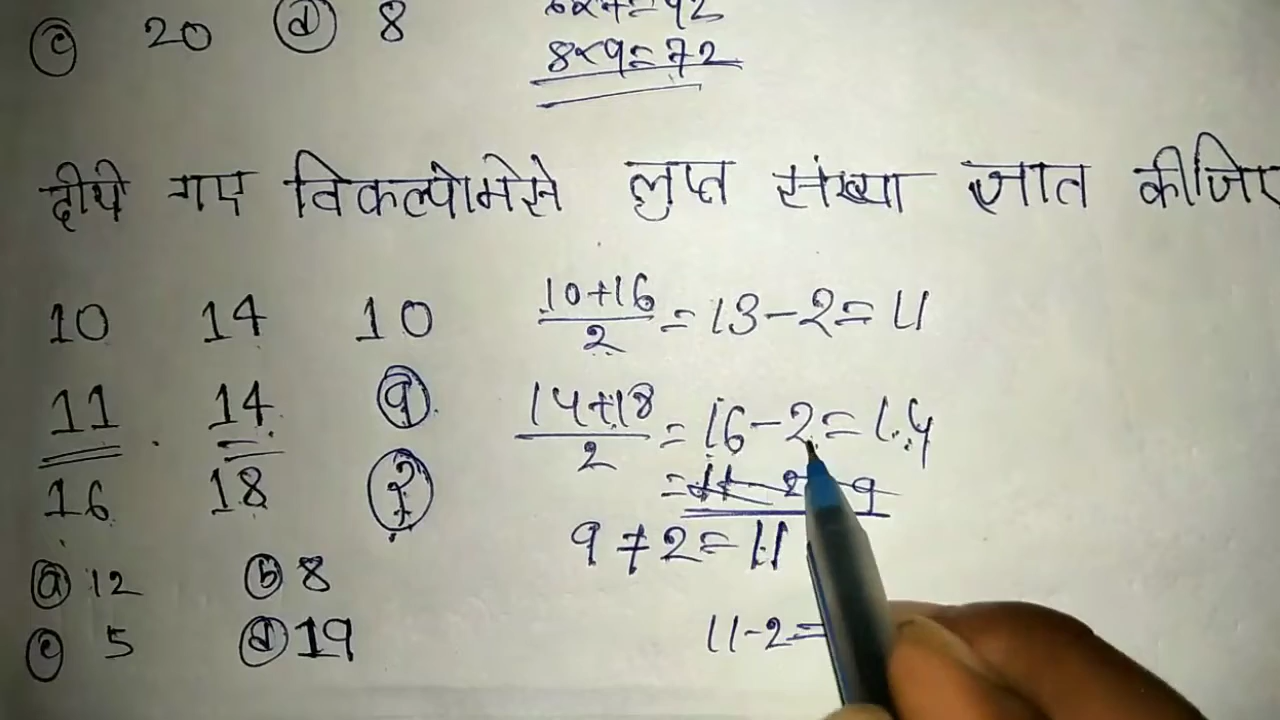 ⓒ 20 ⓓ 8
8×9=72
दीये गए विकल्पोमेसे लुप्त संख्या ज्ञात कीजिए
10 14 10
11 14 9
16 18 ?
ⓐ 12 ⓑ 8
ⓒ 5 ⓓ 19
10+16/2 = 13-2=11
14+18/2 = 16-2=14
9+2=11
11-2=